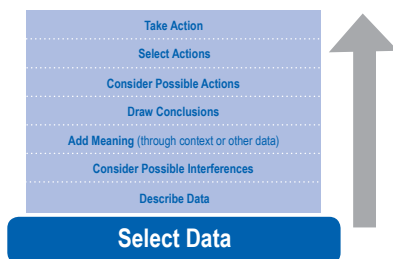 Take Action
Select Actions
Consider Possible Actions
Draw Conclusions
Add Meaning (through context or other data)
Consider Possible Interferences
Describe Data
Select Data